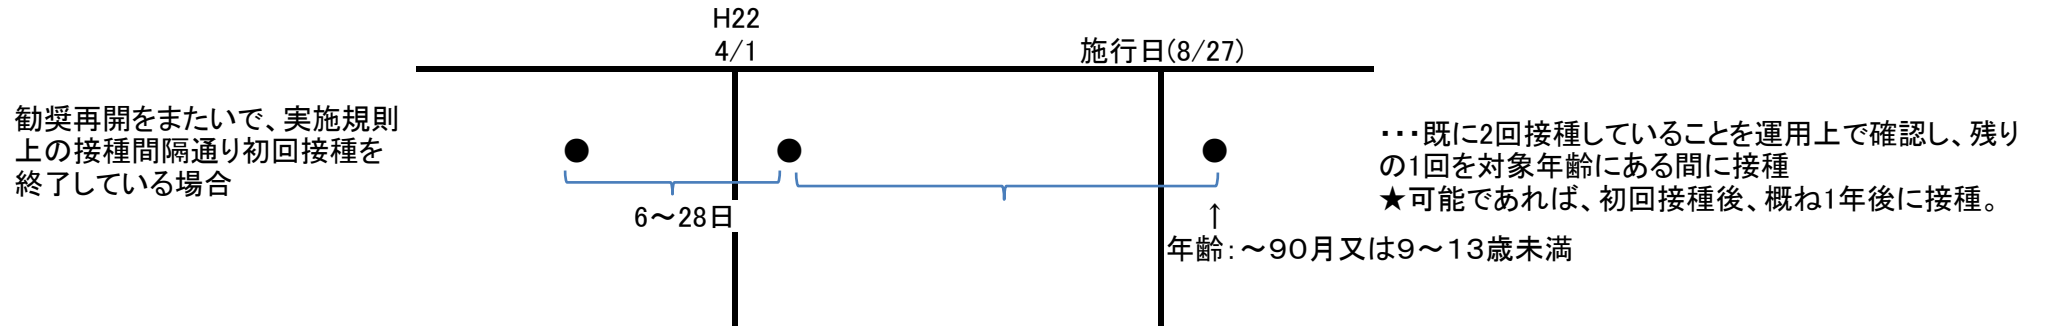 H22
4/1
施行日(8/27)
勧奨再開をまたいで、実施規則
上の接種間隔通り初回接種を
終了している場合
・・・既に2回接種していることを運用上で確認し、残り
の1回を対象年齢にある間に接種
★可能であれば、初回接種後、概ね1年後に接種。
6～28日
↑
年齢:～９０月又は９～１３歳未満